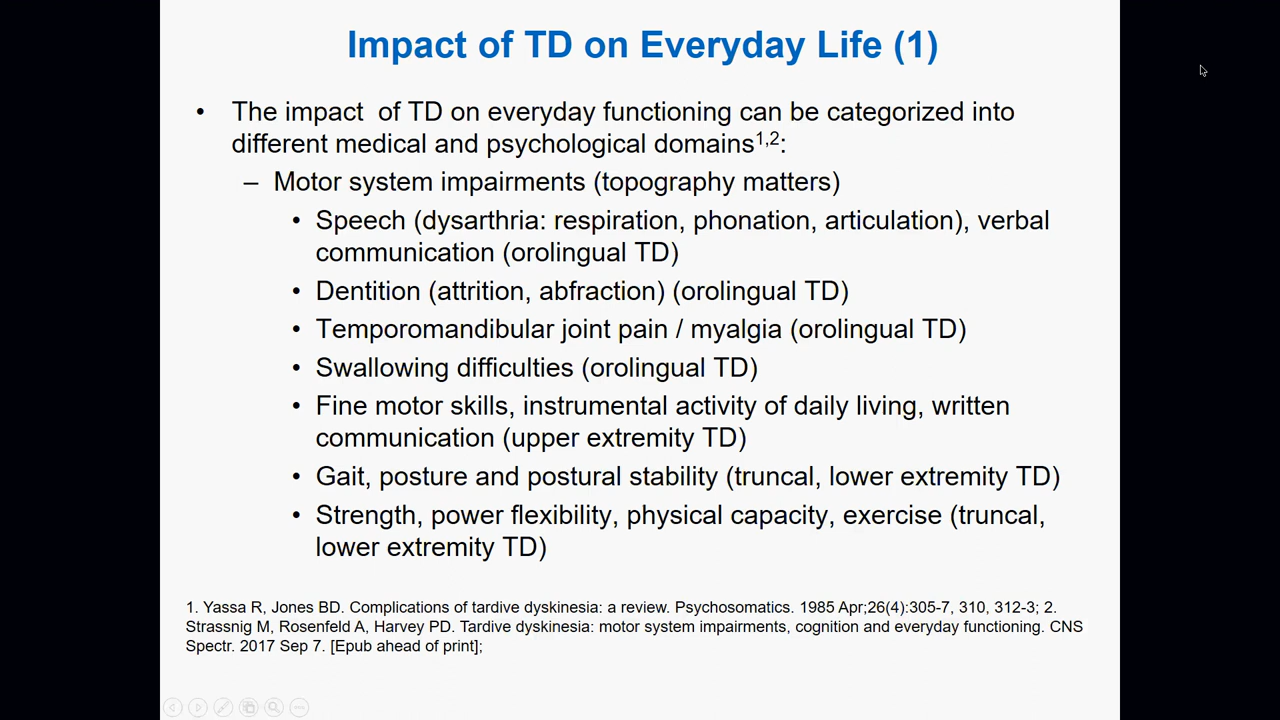 Impact of TD on Everyday Life (1)
• The impact  of TD on everyday functioning can be categorized into
different medical and psychological domains1,2:
– Motor system impairments (topography matters)
• Speech (dysarthria: respiration, phonation, articulation), verbal
communication (orolingual TD)
• Dentition (attrition, abfraction) (orolingual TD)
• Temporomandibular joint pain / myalgia (orolingual TD)
• Swallowing difficulties (orolingual TD)
• Fine motor skills, instrumental activity of daily living, written
communication (upper extremity TD)
• Gait, posture and postural stability (truncal, lower extremity TD)
• Strength, power flexibility, physical capacity, exercise (truncal,
lower extremity TD)
1. Yassa R, Jones BD. Complications of tardive dyskinesia: a review. Psychosomatics. 1985 Apr;26(4):305-7, 310, 312-3; 2.
Strassnig M, Rosenfeld A, Harvey PD. Tardive dyskinesia: motor system impairments, cognition and everyday functioning. CNS
Spectr. 2017 Sep 7. [Epub ahead of print];